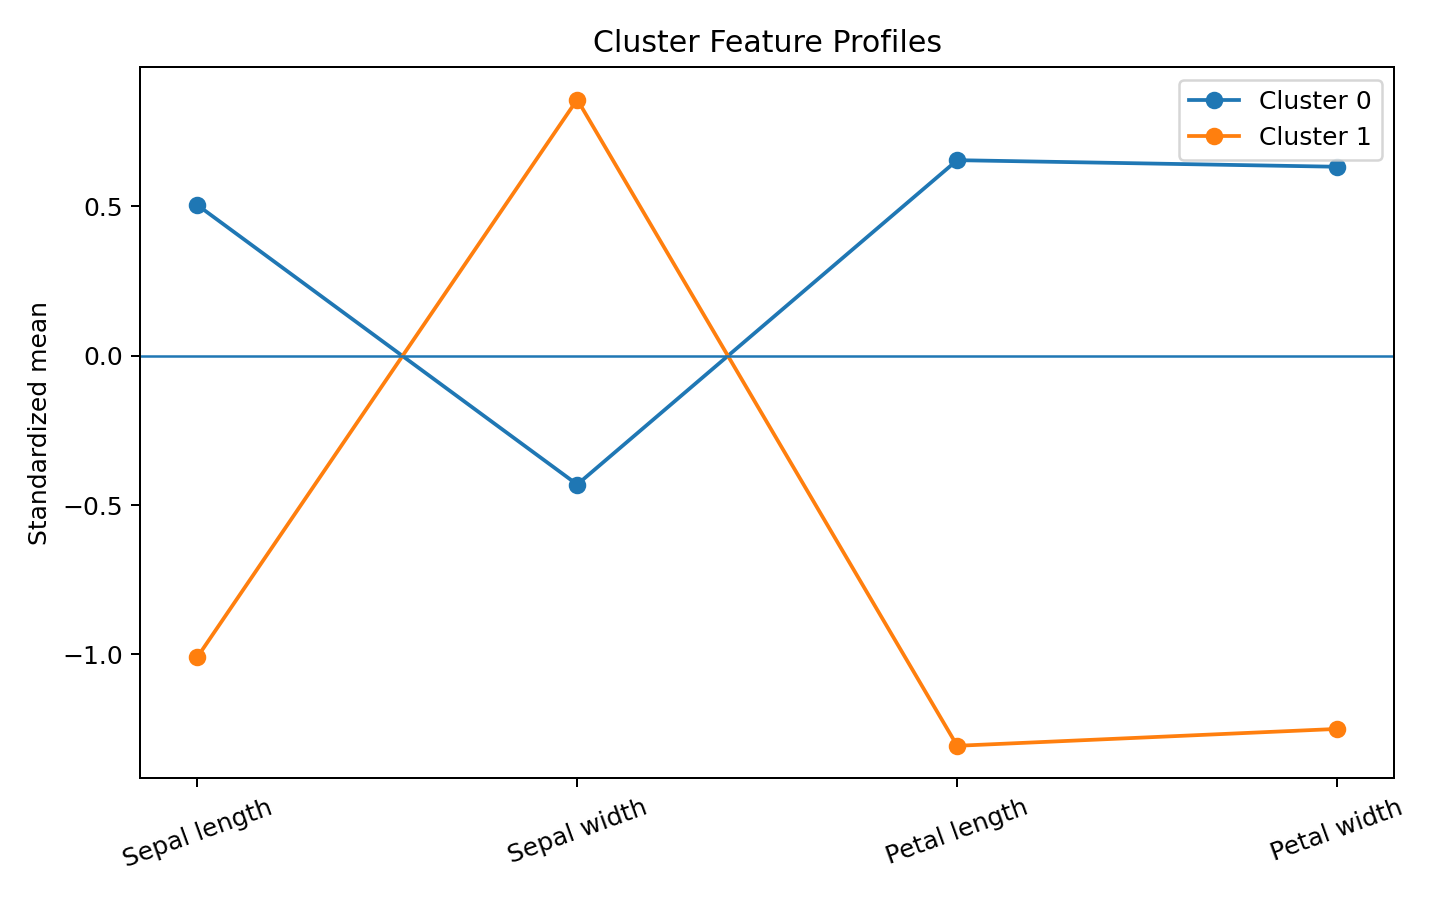 Cluster Feature Profiles
Cluster 0
Cluster 1
Standardized mean
0.5
0.0
−0.5
−1.0
Sepal length
Sepal width
Petal length
Petal width